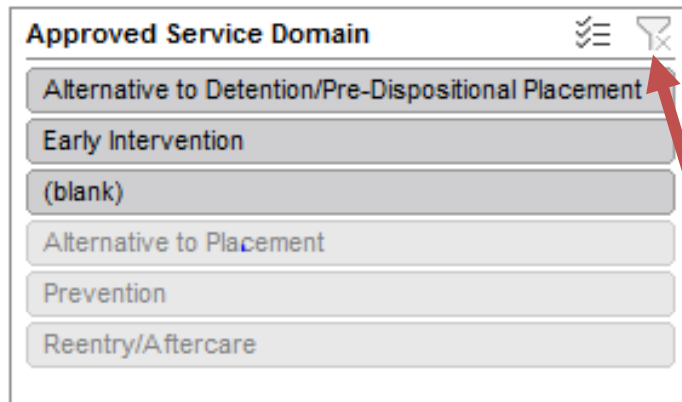 Approved Service Domain
Alternative to Detention/Pre-Dispositional Placement
Early Intervention
(blank)
Alternative to Placement
Prevention
Reentry/Aftercare